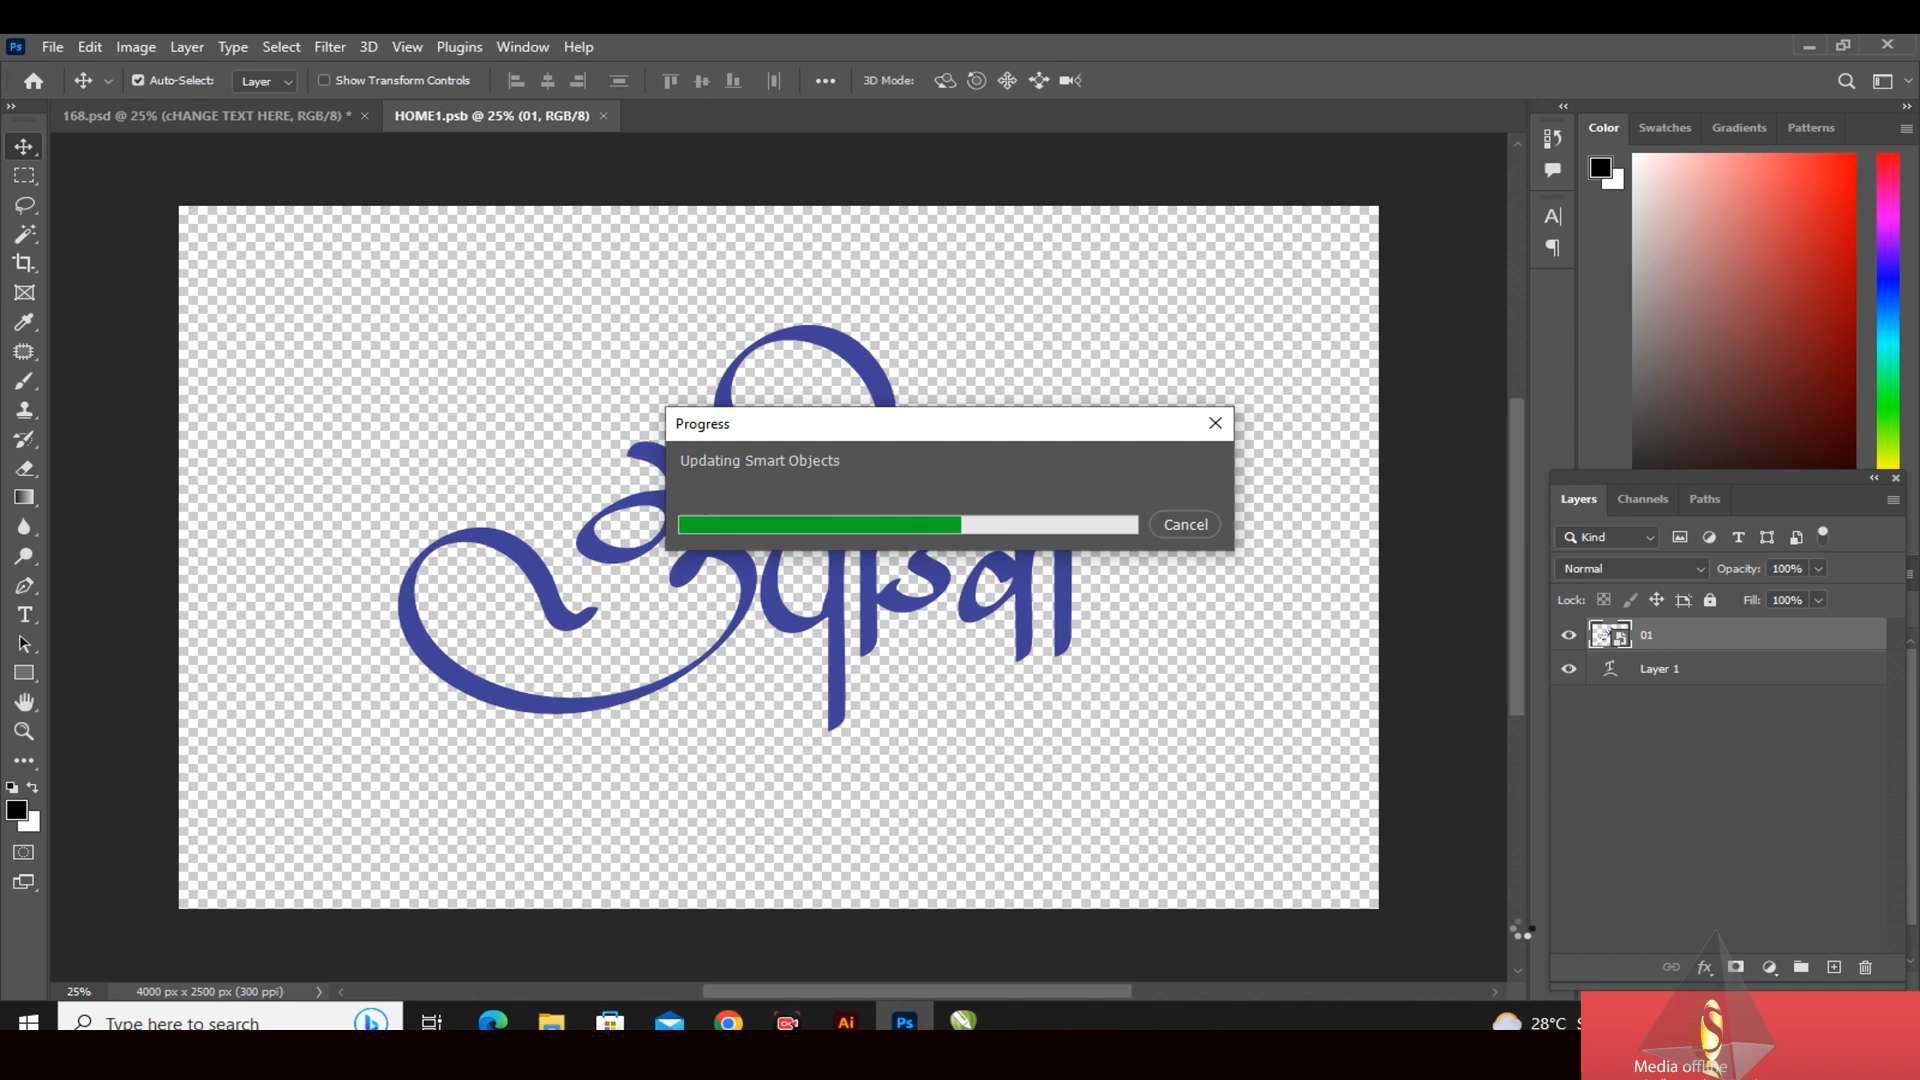 Ps File Edit Image Layer Type Select Filter 3D View Plugins Window Help
Auto-Select: Layer Show Transform Controls 3D Mode:
168.psd @ 25% (cHANGE TEXT HERE, RGB/8) * × HOME1.psb @ 25% (01, RGB/8) ×
Color Swatches Gradients Patterns
Progress
Updating Smart Objects
Cancel
Layers Channels Paths
Kind
Normal Opacity: 100%
Lock: Fill: 100%
01
Layer 1
25% 4000 px x 2500 px (300 ppi)
Type here to search
Ai Ps 28°C
Media offline